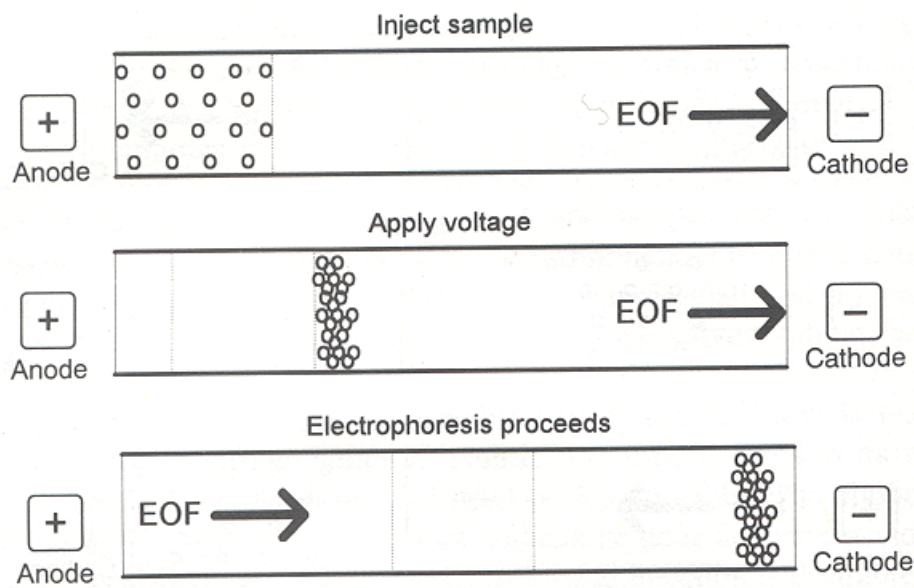 Inject sample
+
EOF
−
Anode
Cathode
Apply voltage
+
EOF
−
Anode
Cathode
Electrophoresis proceeds
+
EOF
−
Anode
Cathode